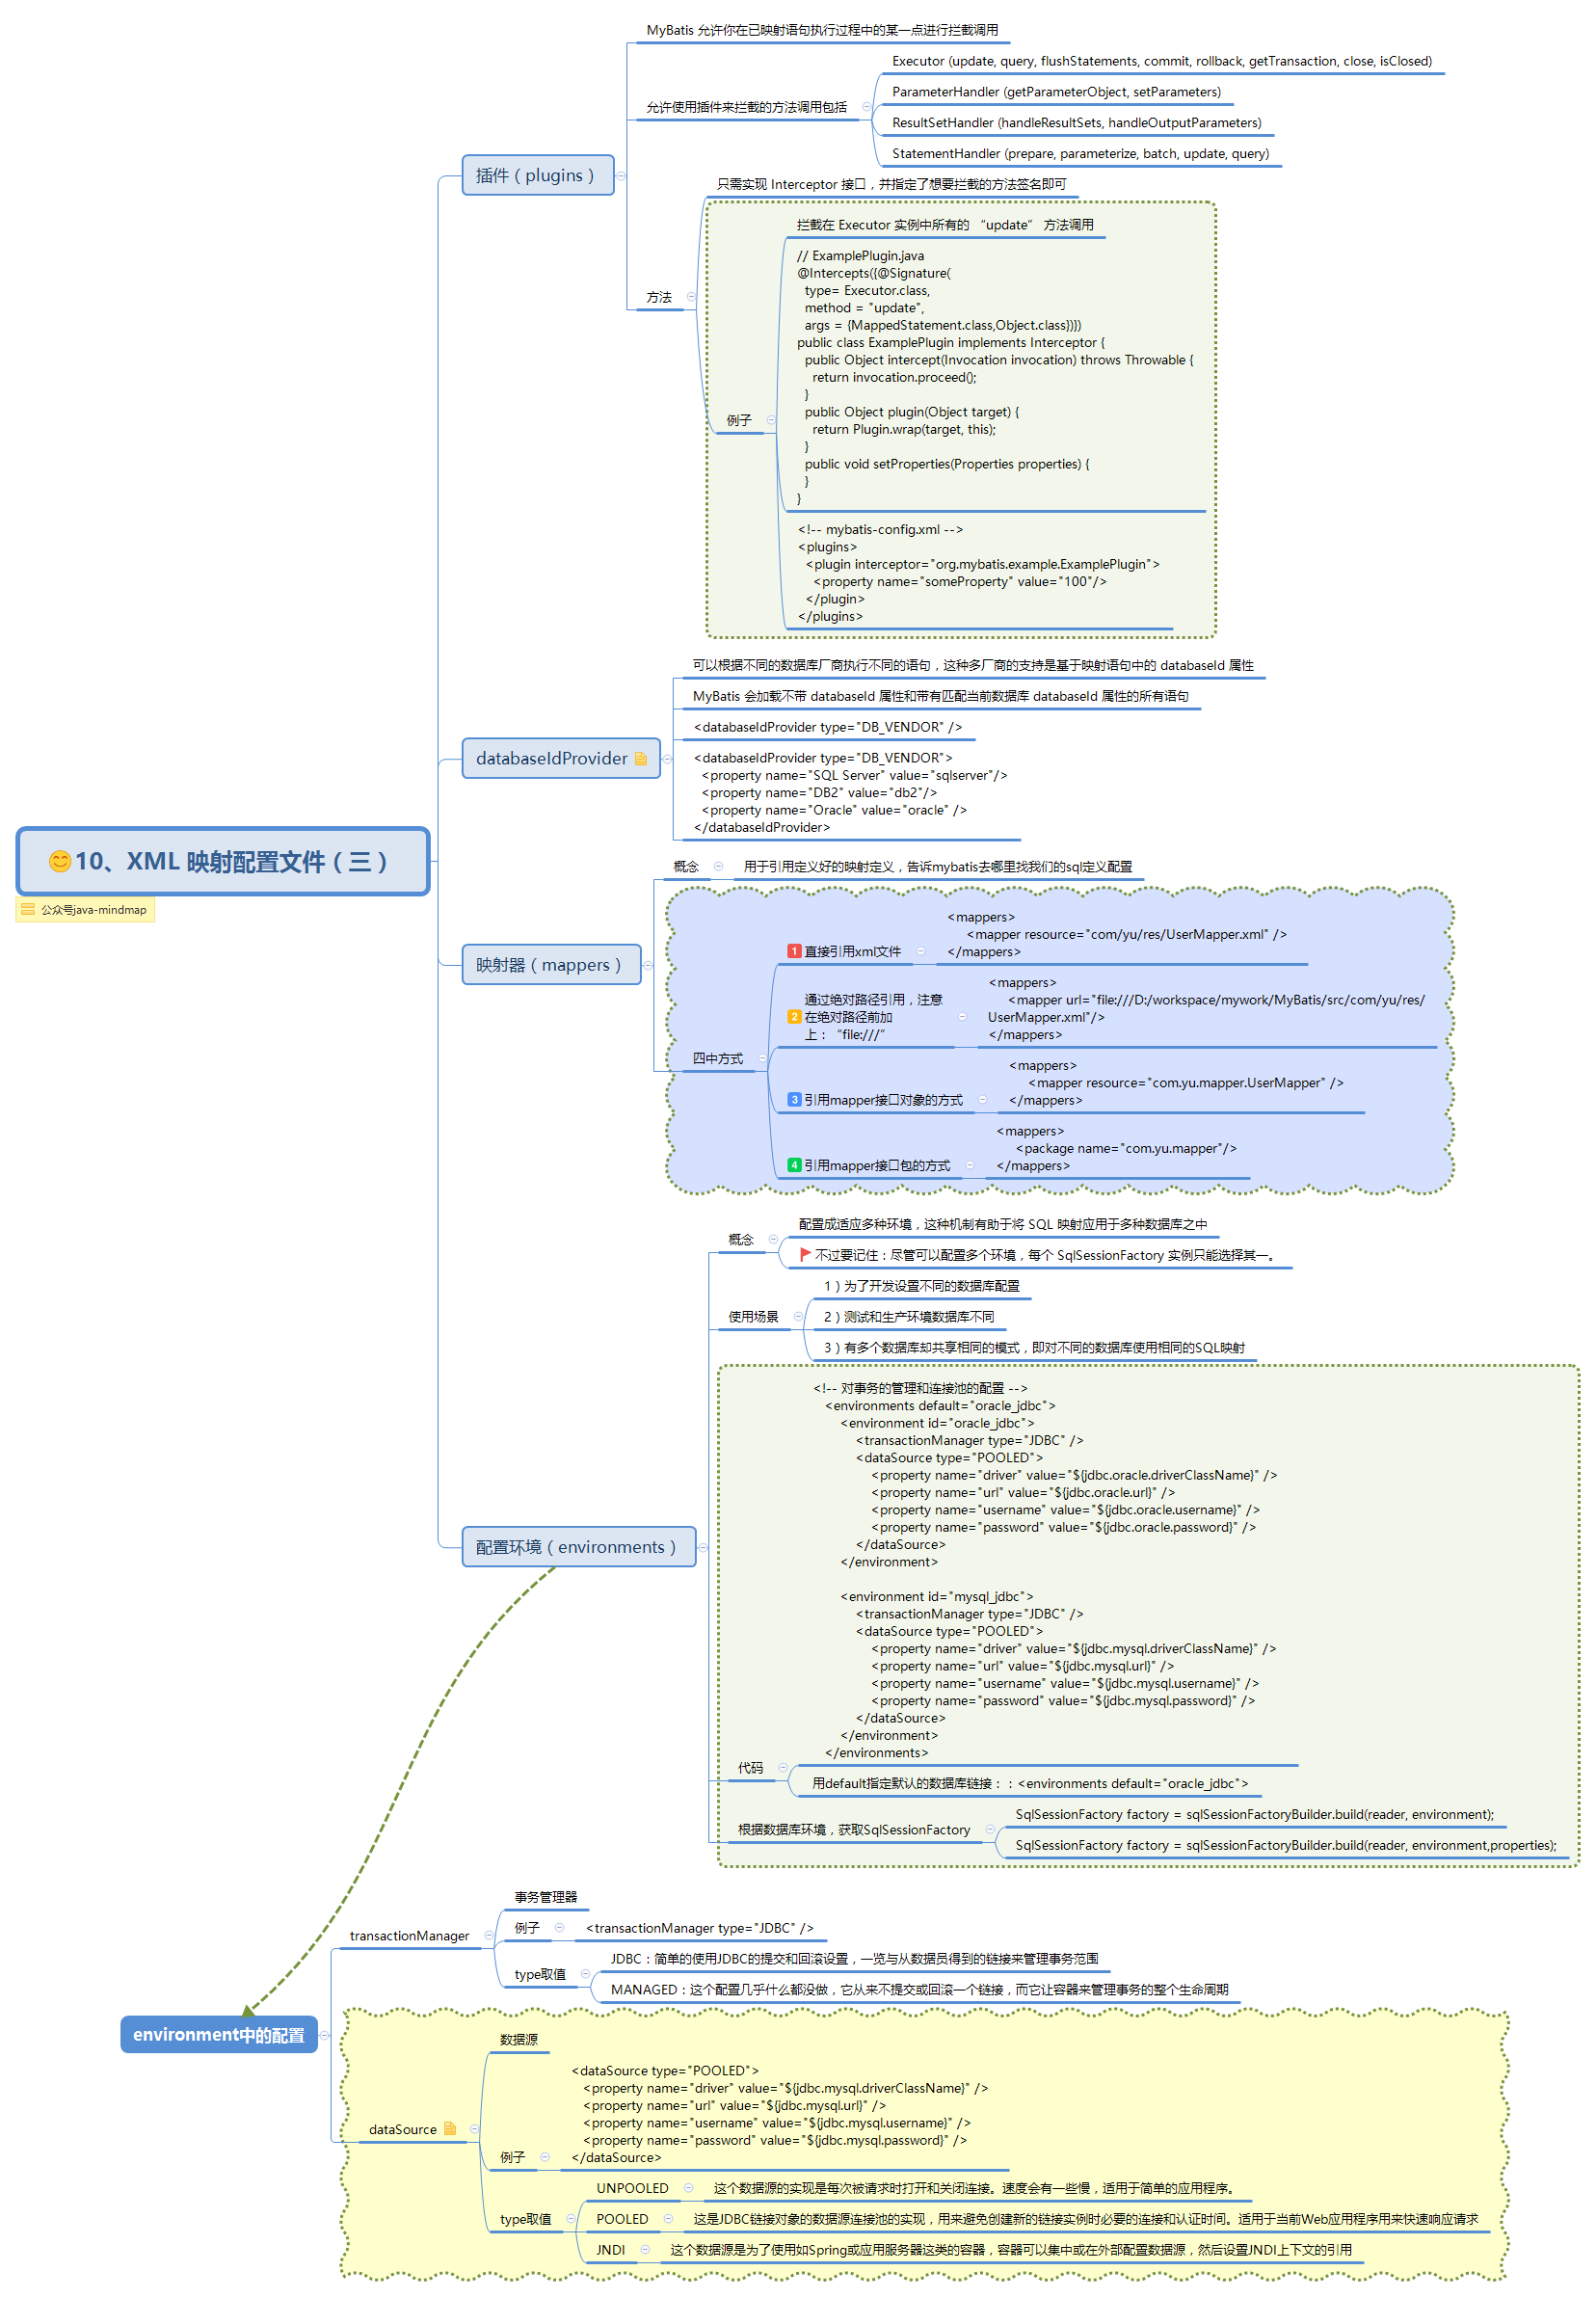 MyBatis 允许你在已映射语句执行过程中的某一点进行拦截调用
Executor (update, query, flushStatements, commit, rollback, getTransaction, close, isClosed)
允许使用插件来拦截的方法调用包括
ParameterHandler (getParameterObject, setParameters)
ResultSetHandler (handleResultSets, handleOutputParameters)
StatementHandler (prepare, parameterize, batch, update, query)
插件（plugins）
只需实现 Interceptor 接口，并指定了想要拦截的方法签名即可
方法
拦截在 Executor 实例中所有的 “update” 方法调用
// ExamplePlugin.java
@Intercepts({@Signature(
type= Executor.class,
method = "update",
args = {MappedStatement.class,Object.class})})
public class ExamplePlugin implements Interceptor {
public Object intercept(Invocation invocation) throws Throwable {
return invocation.proceed();
}
public Object plugin(Object target) {
return Plugin.wrap(target, this);
}
public void setProperties(Properties properties) {
}
}
例子
<!-- mybatis-config.xml -->
<plugins>
<plugin interceptor="org.mybatis.example.ExamplePlugin">
<property name="someProperty" value="100"/>
</plugin>
</plugins>
可以根据不同的数据库厂商执行不同的语句，这种多厂商的支持是基于映射语句中的 databaseId 属性
MyBatis 会加载不带 databaseId 属性和带有匹配当前数据库 databaseId 属性的所有语句
<databaseIdProvider type="DB_VENDOR" />
databaseIdProvider
<databaseIdProvider type="DB_VENDOR">
<property name="SQL Server" value="sqlserver"/>
<property name="DB2" value="db2"/>
<property name="Oracle" value="oracle" />
</databaseIdProvider>
10、XML 映射配置文件（三）
公众号java-mindmap
概念
用于引用定义好的映射定义，告诉mybatis去哪里找我们的sql定义配置
映射器（mappers）
四中方式
1 直接引用xml文件
<mappers>
<mapper resource="com/yu/res/UserMapper.xml" />
</mappers>
2 通过绝对路径引用，注意
在绝对路径前加
上：“file:///”
<mappers>
<mapper url="file:///D:/workspace/mywork/MyBatis/src/com/yu/res/
UserMapper.xml"/>
</mappers>
3 引用mapper接口对象的方式
<mappers>
<mapper resource="com.yu.mapper.UserMapper" />
</mappers>
4 引用mapper接口包的方式
<mappers>
<package name="com.yu.mapper"/>
</mappers>
配置环境（environments）
概念
配置成适应多种环境，这种机制有助于将 SQL 映射应用于多种数据库之中
不过要记住：尽管可以配置多个环境，每个 SqlSessionFactory 实例只能选择其一。
使用场景
1）为了开发设置不同的数据库配置
2）测试和生产环境数据库不同
3）有多个数据库却共享相同的模式，即对不同的数据库使用相同的SQL映射
代码
<!-- 对事务的管理和连接池的配置 -->
<environments default="oracle_jdbc">
<environment id="oracle_jdbc">
<transactionManager type="JDBC" />
<dataSource type="POOLED">
<property name="driver" value="${jdbc.oracle.driverClassName}" />
<property name="url" value="${jdbc.oracle.url}" />
<property name="username" value="${jdbc.oracle.username}" />
<property name="password" value="${jdbc.oracle.password}" />
</dataSource>
</environment>
<environment id="mysql_jdbc">
<transactionManager type="JDBC" />
<dataSource type="POOLED">
<property name="driver" value="${jdbc.mysql.driverClassName}" />
<property name="url" value="${jdbc.mysql.url}" />
<property name="username" value="${jdbc.mysql.username}" />
<property name="password" value="${jdbc.mysql.password}" />
</dataSource>
</environment>
</environments>
用default指定默认的数据库链接：：<environments default="oracle_jdbc">
根据数据库环境，获取SqlSessionFactory
SqlSessionFactory factory = sqlSessionFactoryBuilder.build(reader, environment);
SqlSessionFactory factory = sqlSessionFactoryBuilder.build(reader, environment,properties);
environment中的配置
transactionManager
事务管理器
例子
<transactionManager type="JDBC" />
type取值
JDBC：简单的使用JDBC的提交和回滚设置，一览与从数据员得到的链接来管理事务范围
MANAGED：这个配置几乎什么都没做，它从来不提交或回滚一个链接，而它让容器来管理事务的整个生命周期
dataSource
数据源
例子
<dataSource type="POOLED">
<property name="driver" value="${jdbc.mysql.driverClassName}" />
<property name="url" value="${jdbc.mysql.url}" />
<property name="username" value="${jdbc.mysql.username}" />
<property name="password" value="${jdbc.mysql.password}" />
</dataSource>
type取值
UNPOOLED
这个数据源的实现是每次被请求时打开和关闭连接。速度会有一些慢，适用于简单的应用程序。
POOLED
这是JDBC链接对象的数据源连接池的实现，用来避免创建新的链接实例时必要的连接和认证时间。适用于当前Web应用程序用来快速响应请求
JNDI
这个数据源是为了使用如Spring或应用服务器这类的容器，容器可以集中或在外部配置数据源，然后设置JNDI上下文的引用